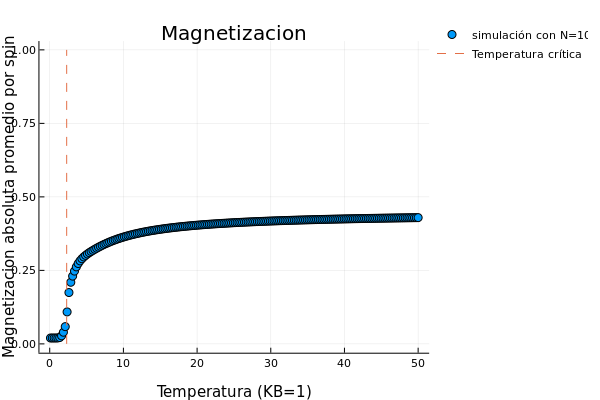 Magnetizacion
simulación con N=10
Temperatura crítica
Magnetizacion absoluta promedio por spin
1.00
0.75
0.50
0.25
0.00
0
10
20
30
40
50
Temperatura (KB=1)